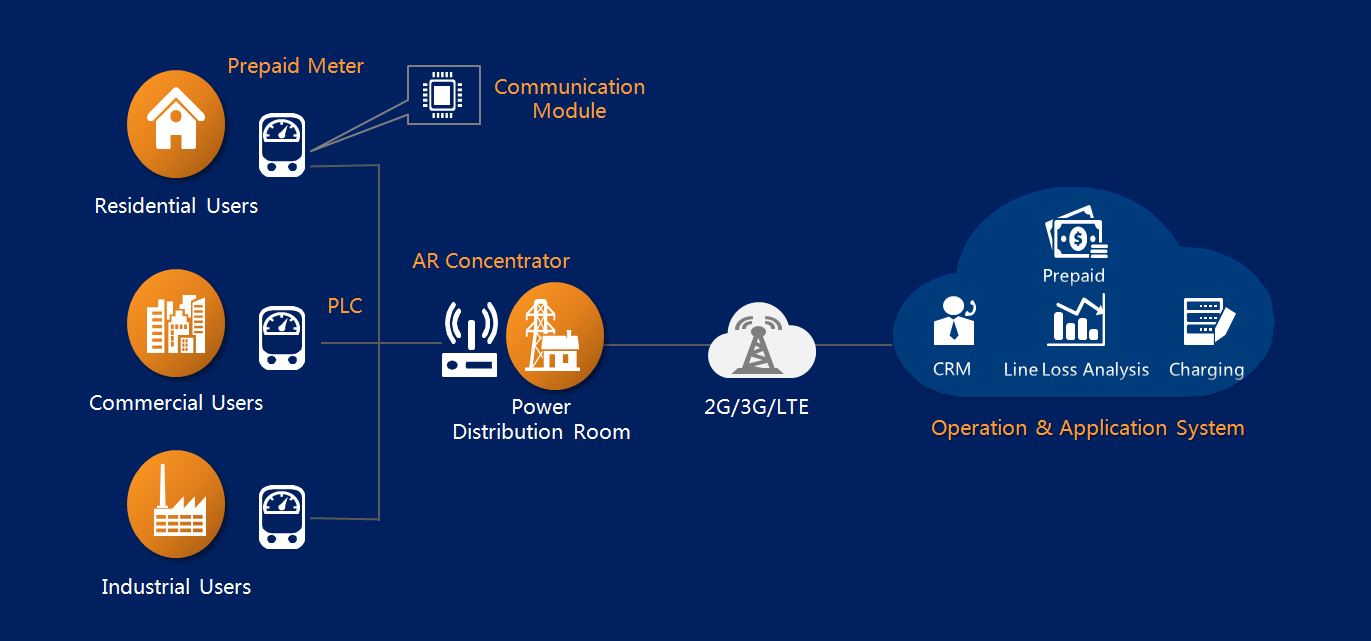 Prepaid Meter
Communication
Module
Residential Users
AR Concentrator
PLC
Commercial Users
Power
Distribution Room
2G/3G/LTE
Prepaid
CRM
Line Loss Analysis
Charging
Operation & Application System
Industrial Users